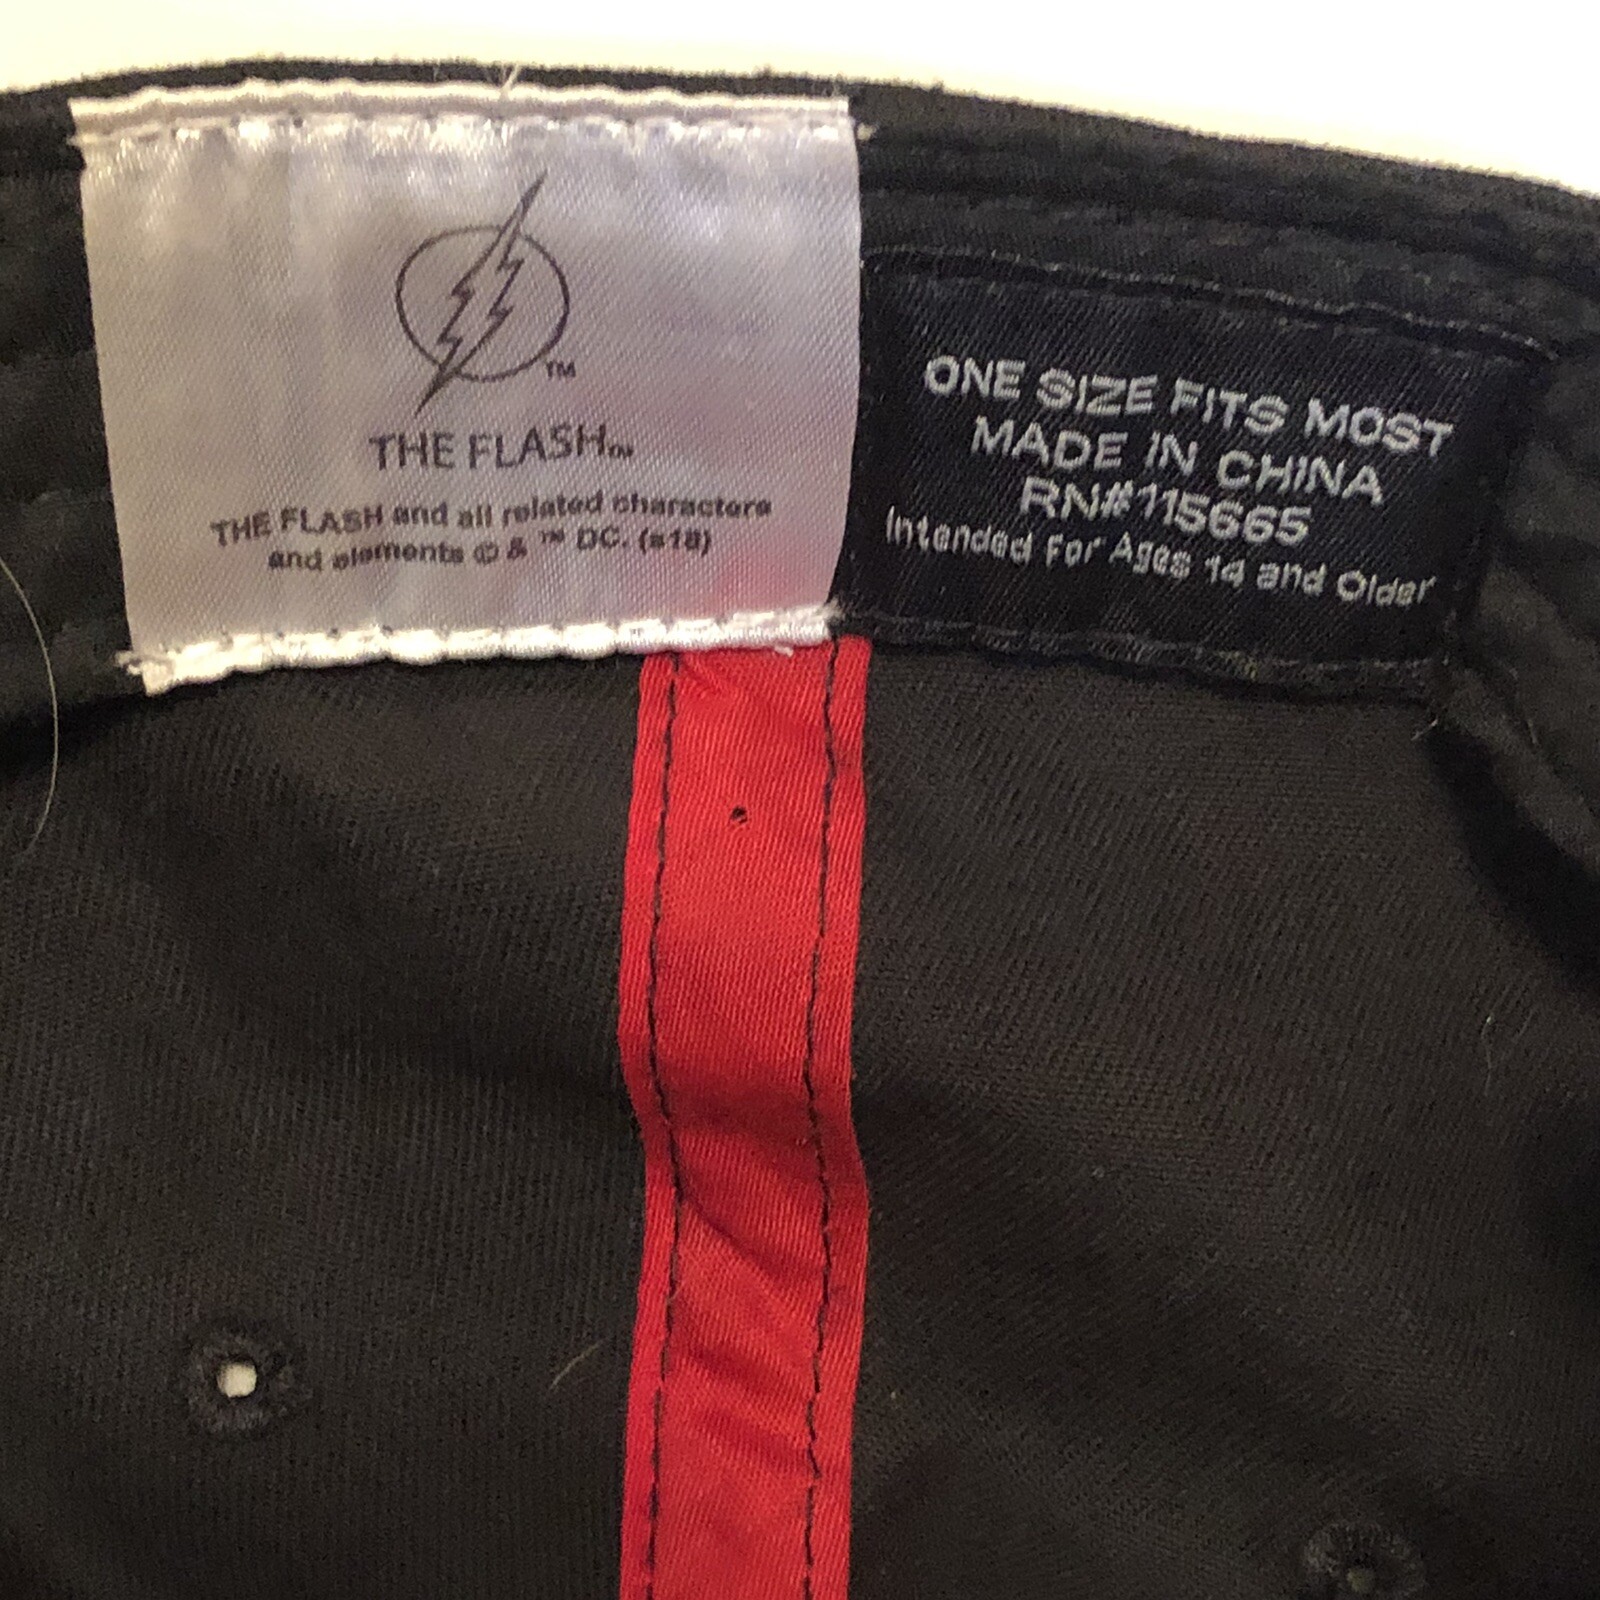 TM
THE FLASH™
THE FLASH and all related characters
and elements © & ™ DC. (s18)
ONE SIZE FITS MOST
MADE IN CHINA
RN#115665
Intended For Ages 14 and Older